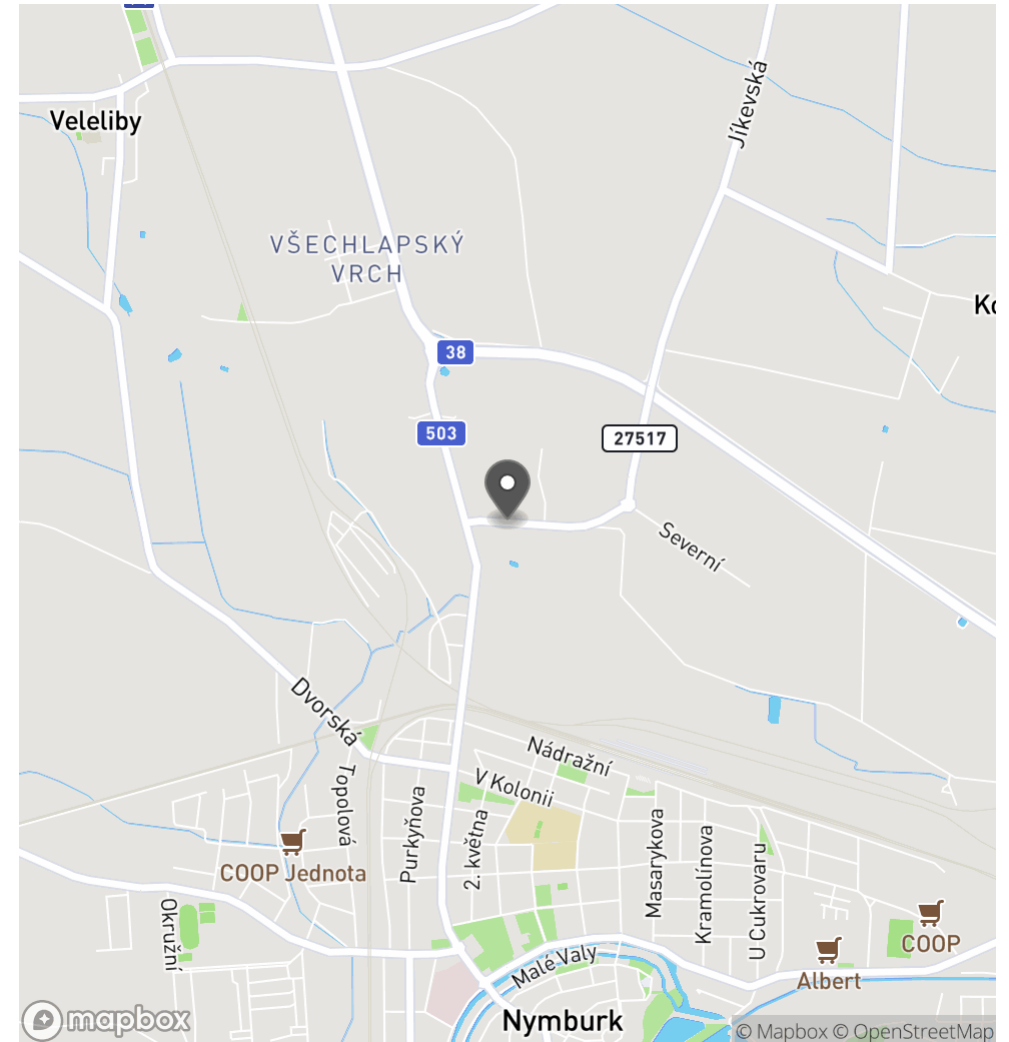 Veleliby
Jíkevská
VŠECHLAPSKÝ
VRCH
Ko
38
503
27517
Severní
Dvorská
Nádražní
V Kolonii
Topolová
Purkyňova
2. května
Masarykova
Kramolínova
U Cukrovaru
COOP Jednota
Okružní
COOP
Albert
Malé Valy
Nymburk
mapbox
© Mapbox © OpenStreetMap